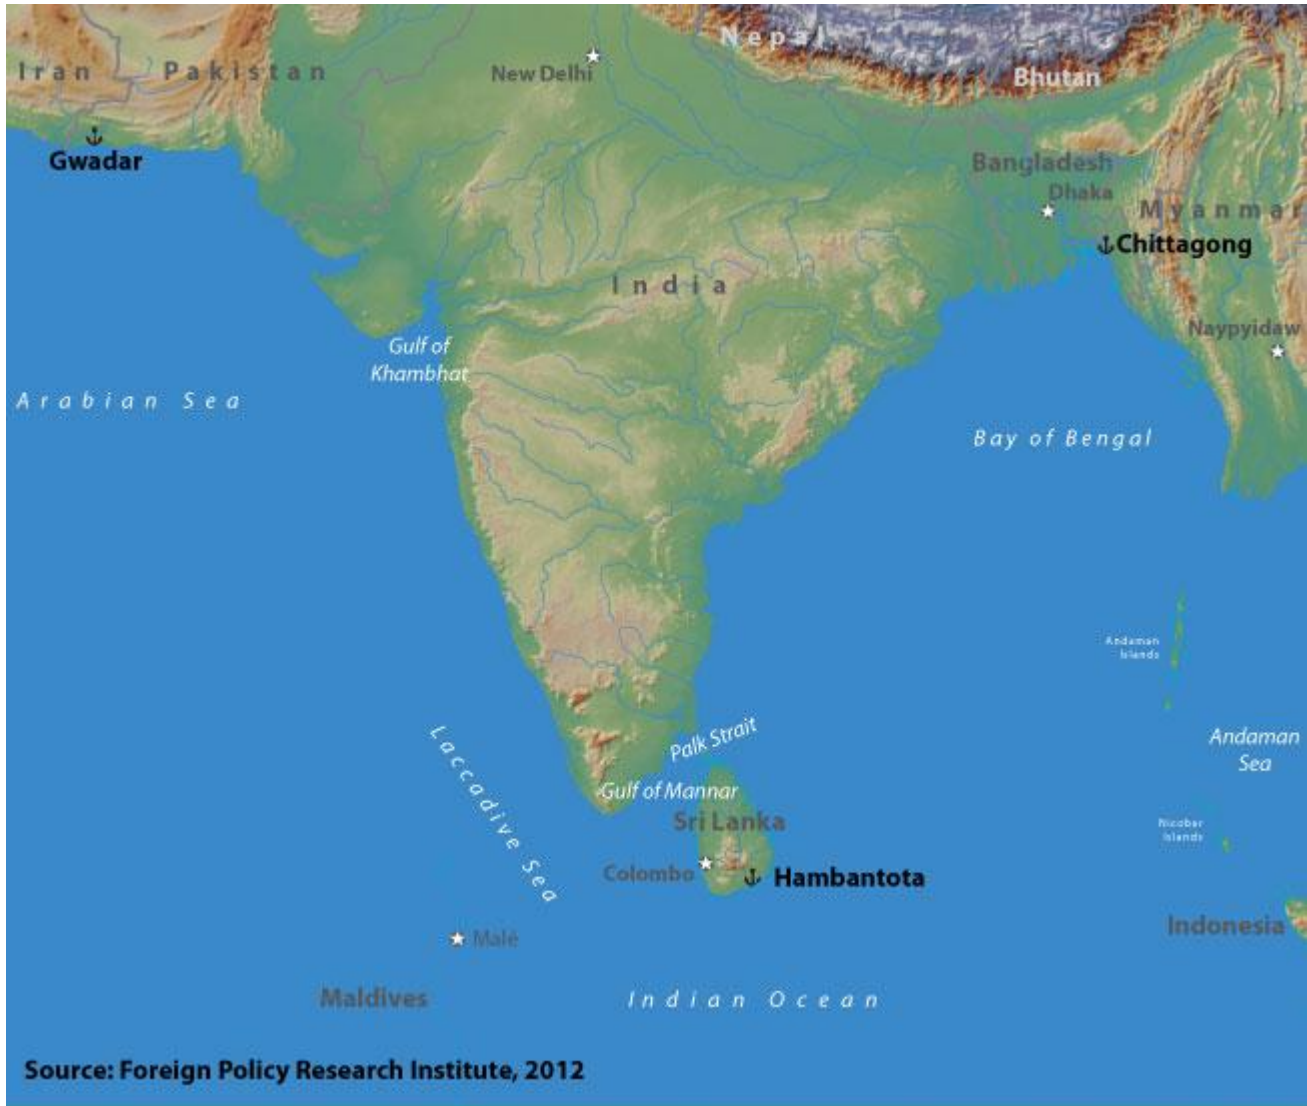 Nepal
New Delhi
Iran
Pakistan
Bhutan
Gwadar
Bangladesh
Dhaka
Myanmar
Chittagong
India
Naypyidaw
Gulf of
Khambhat
Arabian Sea
Bay of Bengal
Andaman
Islands
Laccadive Sea
Palk Strait
Andaman
Sea
Gulf of Mannar
Sri Lanka
Nicobar
Islands
Colombo
Hambantota
Indonesia
Malé
Maldives
Indian Ocean
Source: Foreign Policy Research Institute, 2012